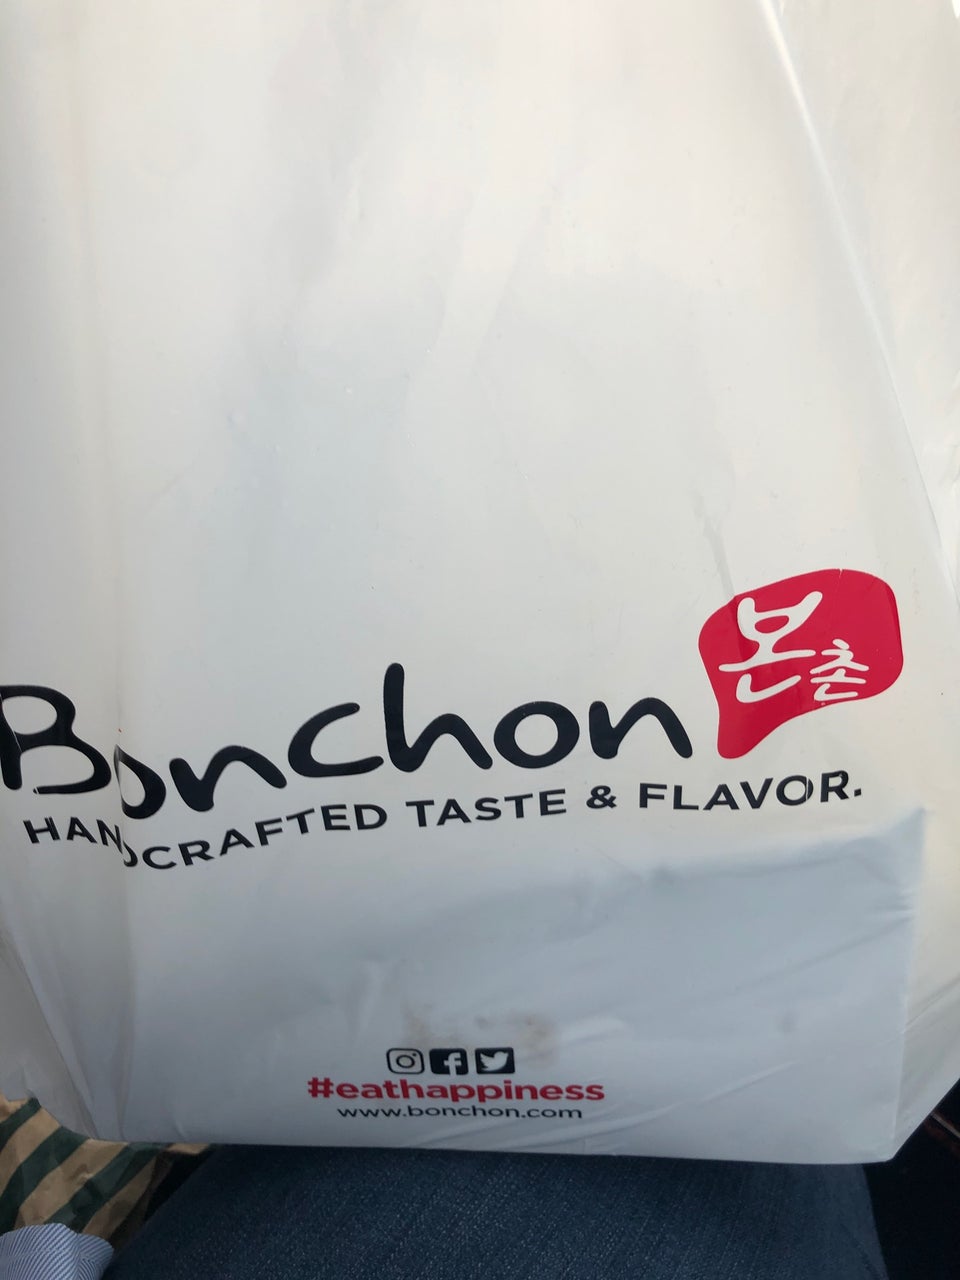 Bonchon 본촌
HANDCRAFTED TASTE & FLAVOR.
#eathappiness
www.bonchon.com